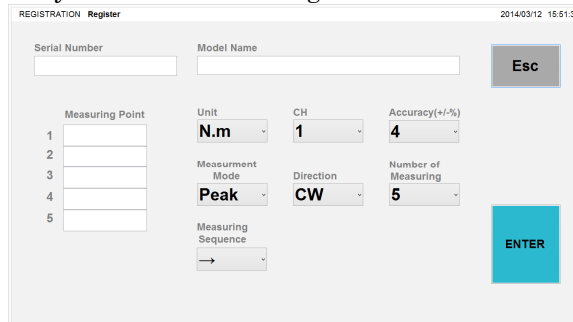 REGISTRATION Register 2014/03/12 15:51:3
Serial Number Model Name
Esc
Measuring Point Unit CH Accuracy(+/-%)
1 N.m 1 4
2
3 Measurment Mode Direction Number of Measuring
4 Peak CW 5
5
Measuring Sequence
→
ENTER